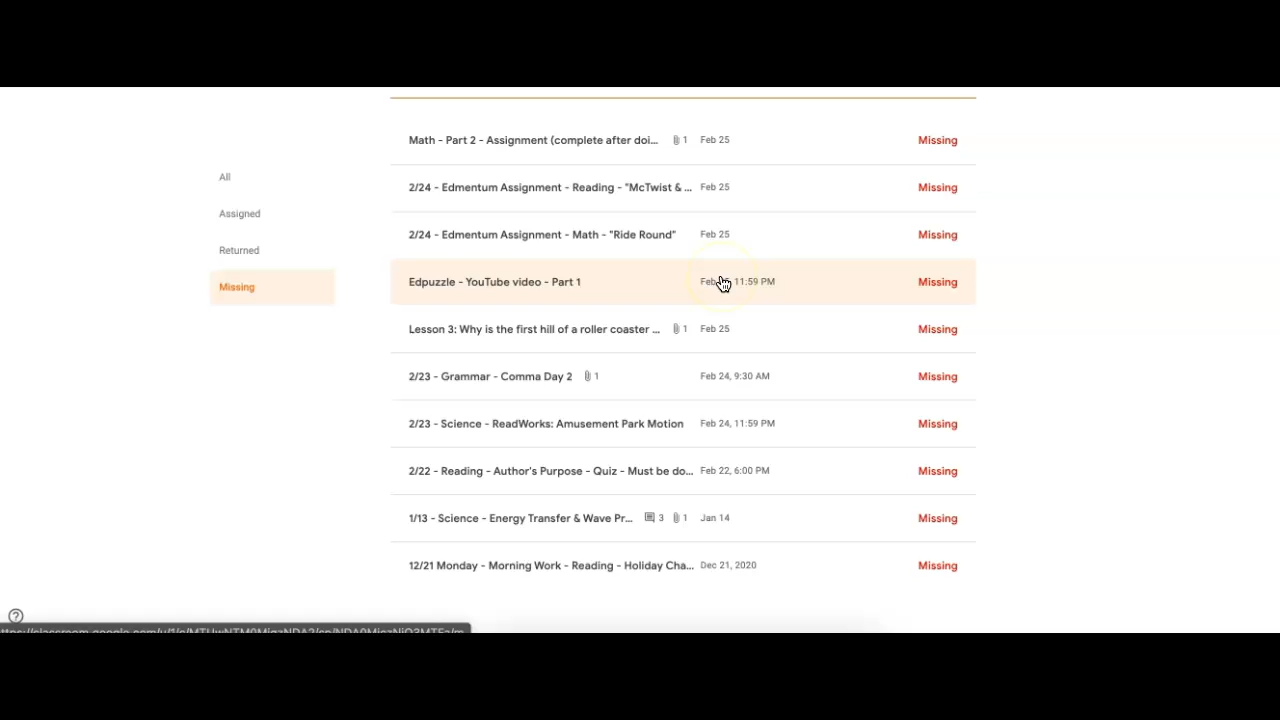 All
Assigned
Returned
Missing
Math - Part 2 - Assignment (complete after doi... 1 Feb 25 Missing
2/24 - Edmentum Assignment - Reading - "McTwist & ... Feb 25 Missing
2/24 - Edmentum Assignment - Math - "Ride Round" Feb 25 Missing
Edpuzzle - YouTube video - Part 1 Feb 11:59 PM Missing
Lesson 3: Why is the first hill of a roller coaster ... 1 Feb 25 Missing
2/23 - Grammar - Comma Day 2 1 Feb 24, 9:30 AM Missing
2/23 - Science - ReadWorks: Amusement Park Motion Feb 24, 11:59 PM Missing
2/22 - Reading - Author's Purpose - Quiz - Must be do... Feb 22, 6:00 PM Missing
1/13 - Science - Energy Transfer & Wave Pr... 3 1 Jan 14 Missing
12/21 Monday - Morning Work - Reading - Holiday Cha... Dec 21, 2020 Missing
?